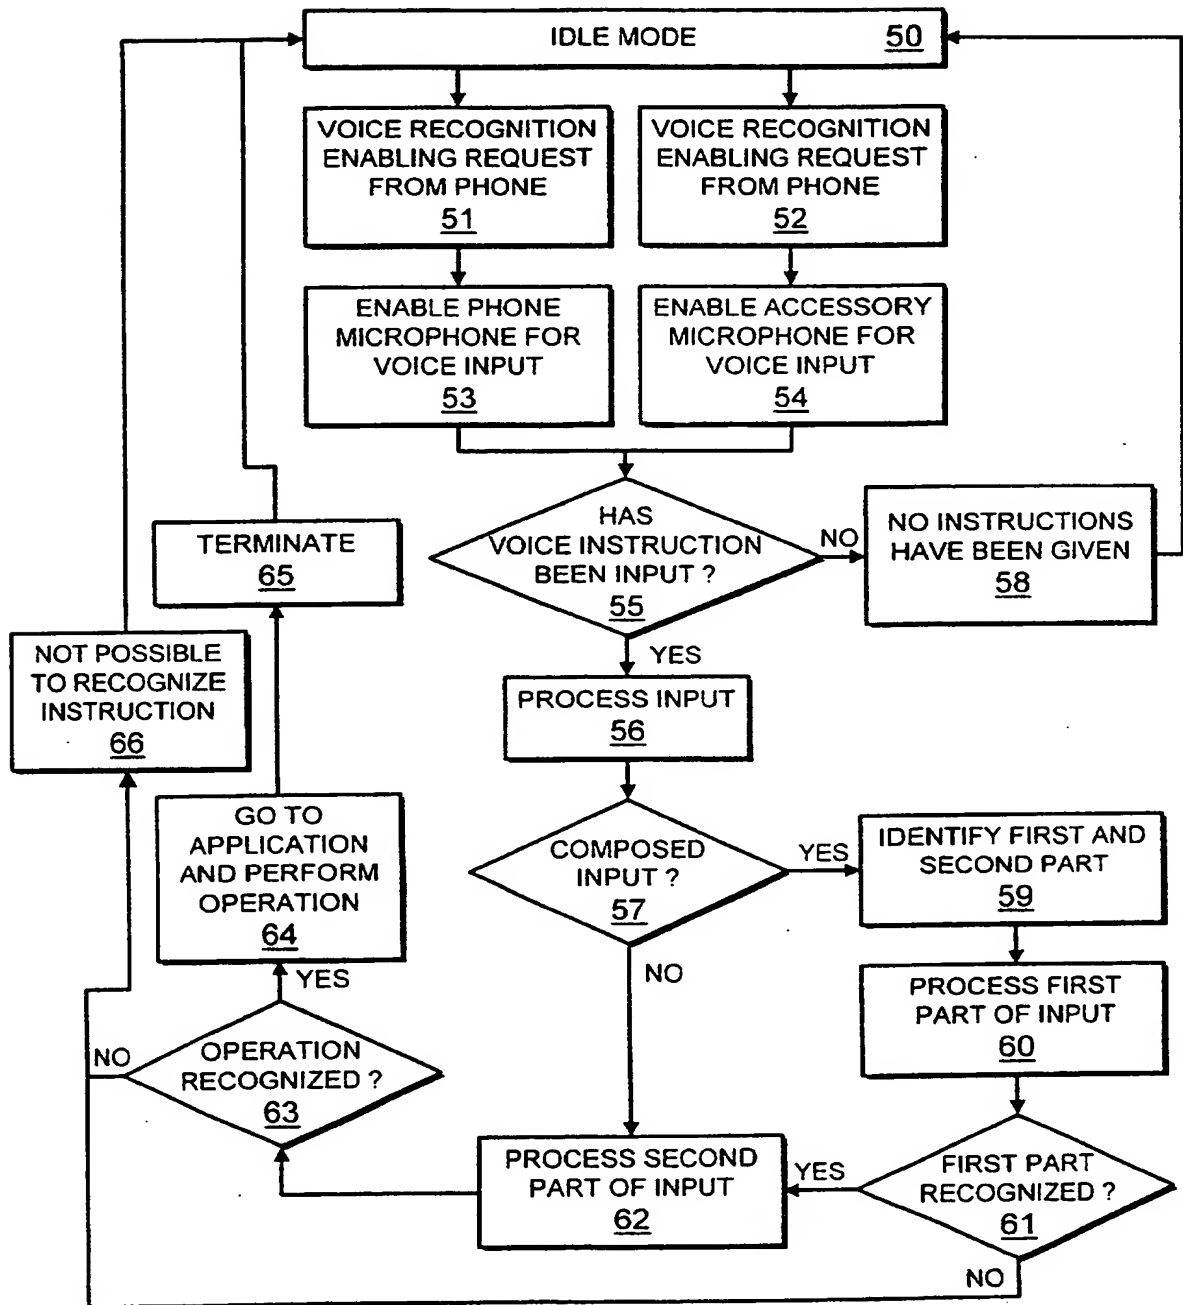 IDLE MODE 50
VOICE RECOGNITION
ENABLING REQUEST
FROM PHONE
51
VOICE RECOGNITION
ENABLING REQUEST
FROM PHONE
52
ENABLE PHONE
MICROPHONE FOR
VOICE INPUT
53
ENABLE ACCESSORY
MICROPHONE FOR
VOICE INPUT
54
HAS
VOICE INSTRUCTION
BEEN INPUT ?
55
NO
NO INSTRUCTIONS
HAVE BEEN GIVEN
58
TERMINATE
65
YES
NOT POSSIBLE
TO RECOGNIZE
INSTRUCTION
66
PROCESS INPUT
56
GO TO
APPLICATION
AND PERFORM
OPERATION
64
COMPOSED
INPUT ?
57
YES
IDENTIFY FIRST AND
SECOND PART
59
YES
NO
PROCESS FIRST
PART OF INPUT
60
NO
OPERATION
RECOGNIZED ?
63
PROCESS SECOND
PART OF INPUT
62
YES
FIRST PART
RECOGNIZED ?
61
NO